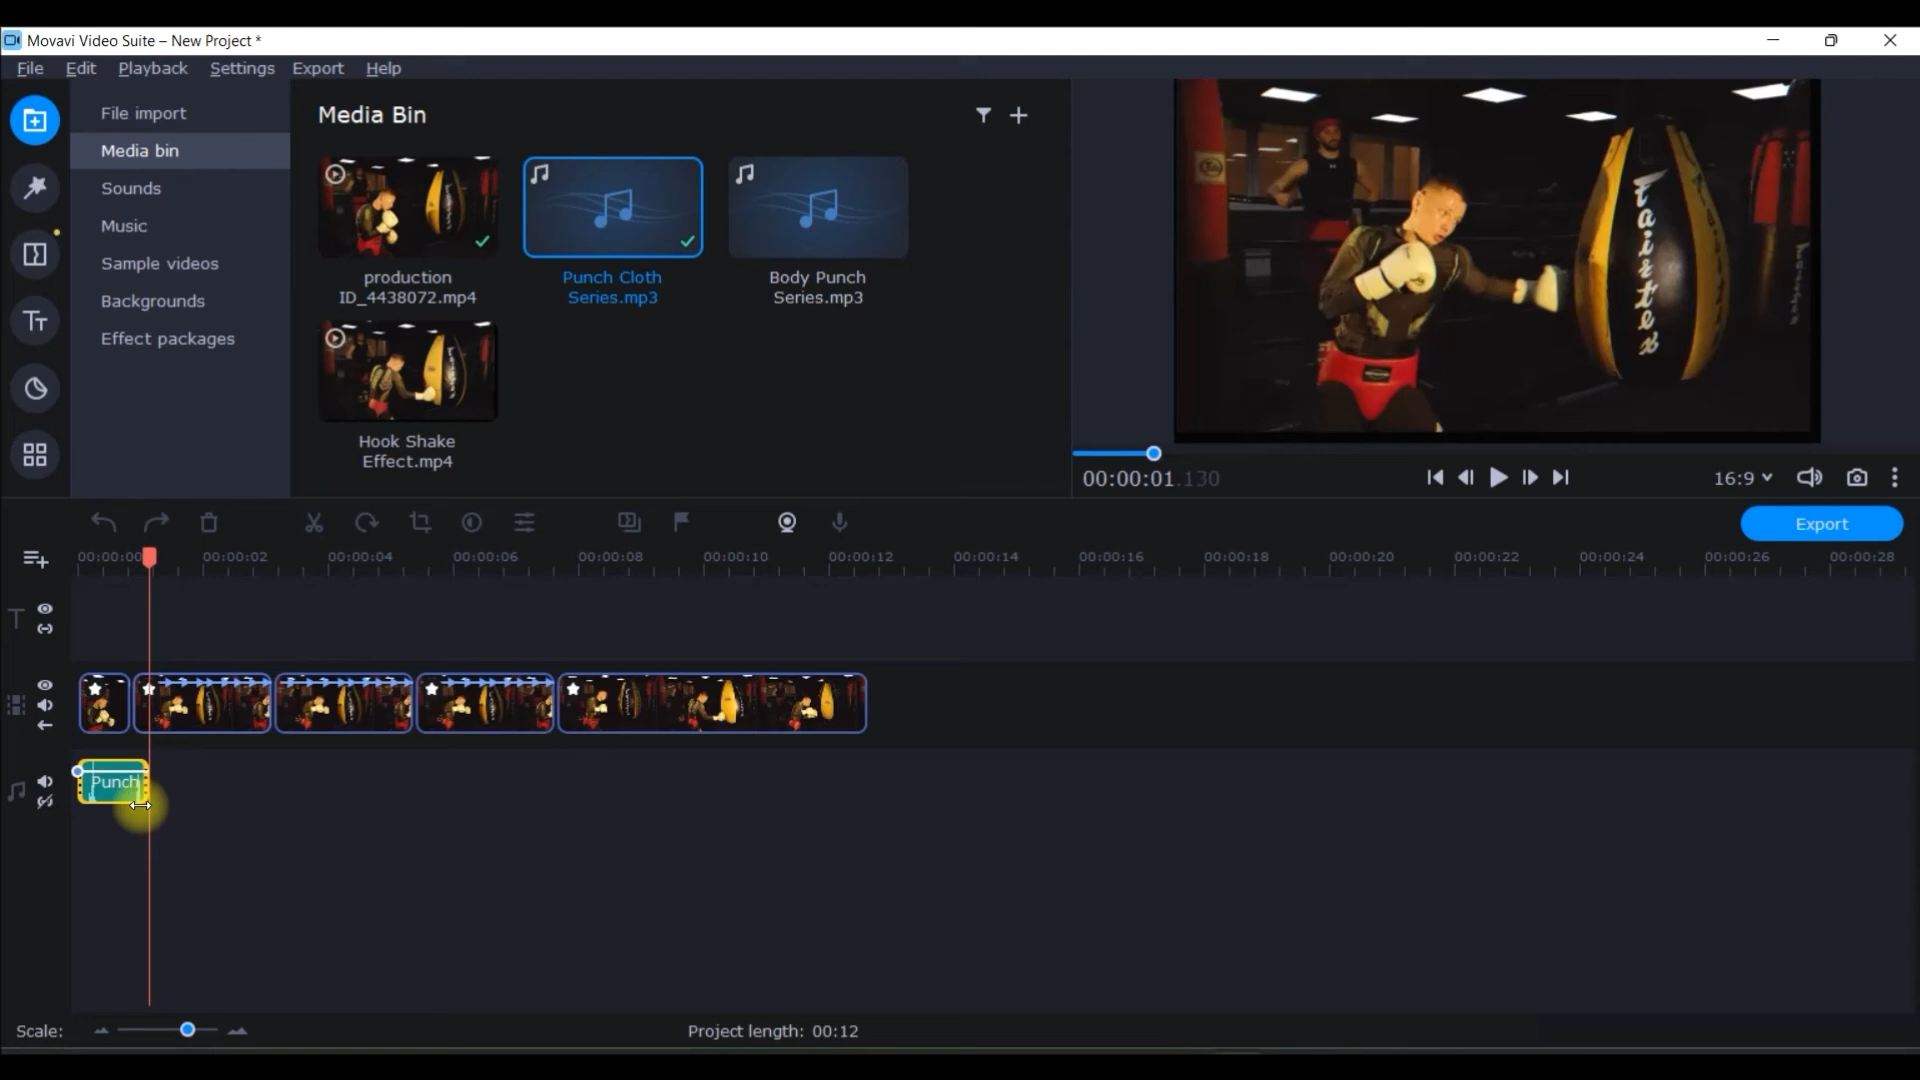 Movavi Video Suite – New Project *
File Edit Playback Settings Export Help
File import
Media bin
Sounds
Music
Sample videos
Backgrounds
Effect packages
Media Bin
production
ID_4438072.mp4
Punch Cloth
Series.mp3
Body Punch
Series.mp3
Hook Shake
Effect.mp4
00:00:01.130
16:9
Export
00:00:00 00:00:02 00:00:04 00:00:06 00:00:08 00:00:10 00:00:12 00:00:14 00:00:16 00:00:18 00:00:20 00:00:22 00:00:24 00:00:26 00:00:28
Punch
Scale:
Project length: 00:12